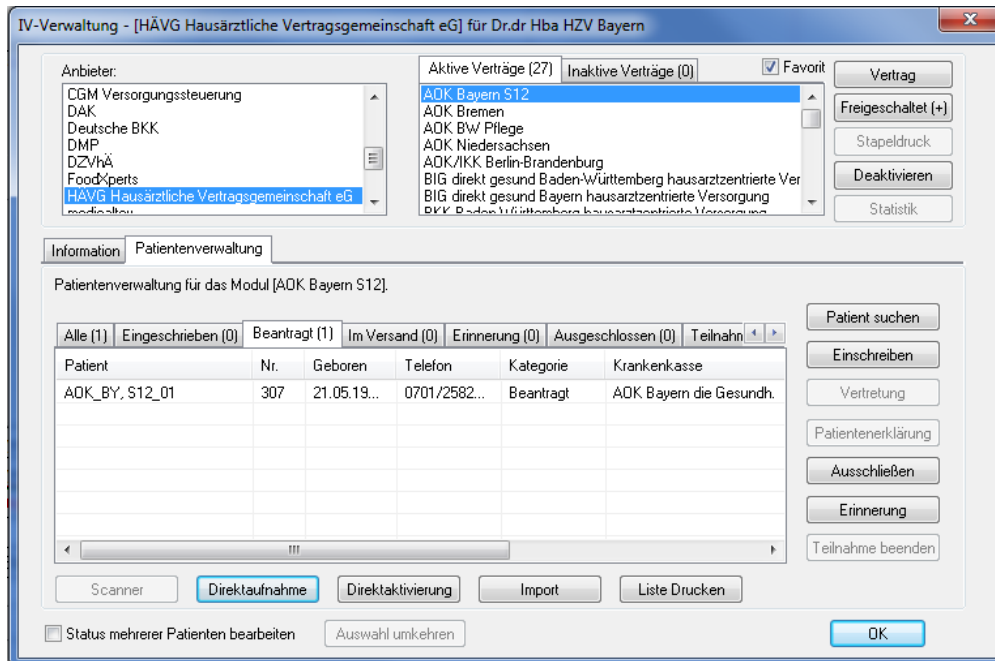 IV-Verwaltung - [HÄVG Hausärztliche Vertragsgemeinschaft eG] für Dr.dr Hba HZV Bayern
Anbieter:
CGM Versorgungssteuerung
DAK
Deutsche BKK
DMP
DZVhÄ
FoodXperts
HÄVG Hausärztliche Vertragsgemeinschaft eG
Aktive Verträge (27)
Inaktive Verträge (0)
Favorit
AOK Bayern S12
AOK Bremen
AOK BW Pflege
AOK Niedersachsen
AOK/IKK Berlin-Brandenburg
BIG direkt gesund Baden-Württemberg hausarztzentrierte Ver
BIG direkt gesund Bayern hausarztzentrierte Versorgung
BKK Baden Württemberg hausarztzentrierte Versorgung
Vertrag
Freigeschaltet (+)
Stapeldruck
Deaktivieren
Statistik
Information
Patientenverwaltung
Patientenverwaltung für das Modul [AOK Bayern S12].
Alle (1) Eingeschrieben (0) Beantragt (1) Im Versand (0) Erinnerung (0) Ausgeschlossen (0) Teilnahn
Patient Nr. Geboren Telefon Kategorie Krankenkasse
AOK_BY, S12_01 307 21.05.19... 0701/2582... Beantragt AOK Bayern die Gesundh.
Patient suchen
Einschreiben
Vertretung
Patientenerklärung
Ausschließen
Erinnerung
Teilnahme beenden
Scanner Direktaufnahme Direktaktivierung Import Liste Drucken
Status mehrerer Patienten bearbeiten Auswahl umkehren OK